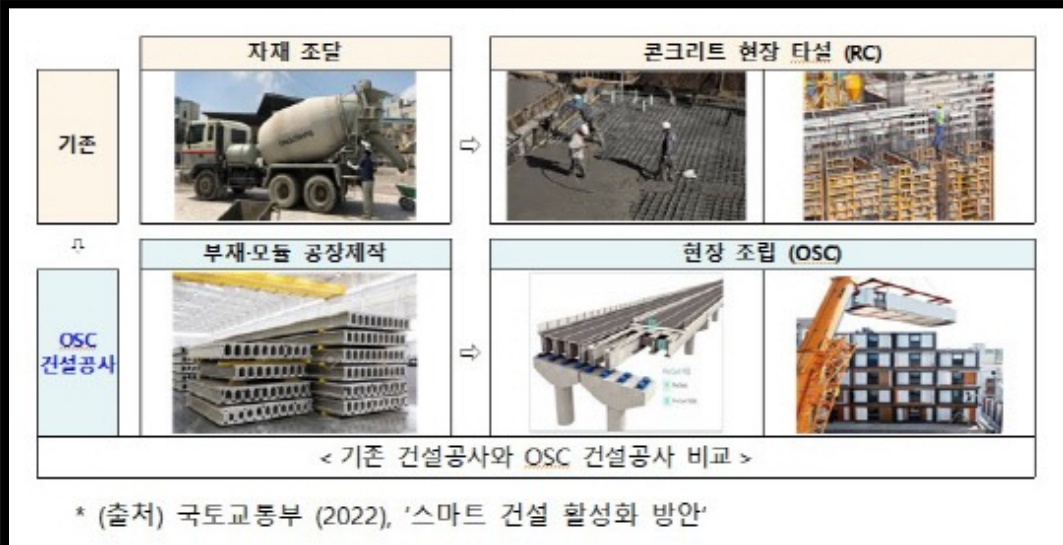 자재 조달
콘크리트 현장 타설 (RC)
기존
부재·모듈 공장제작
현장 조립 (OSC)
OSC
건설공사
< 기존 건설공사와 OSC 건설공사 비교 >
* (출처) 국토교통부 (2022), '스마트 건설 활성화 방안'